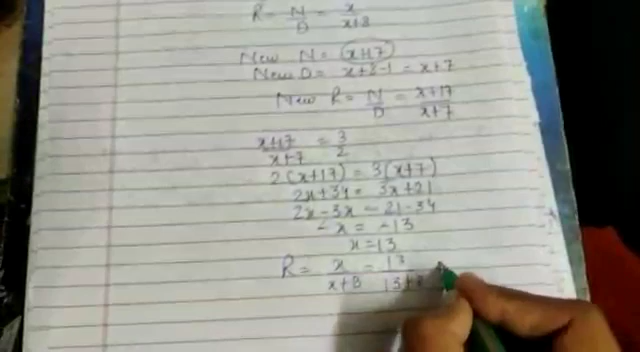 R = N/D = x/x+8
New N = x+17
New D = x+8-1 = x+7
New R = N/D = x+17/x+7
x+17/x+7 = 3/2
2(x+17) = 3(x+7)
2x+34 = 3x+21
2x-3x = 21-34
-x = -13
x=13
R = x/x+8 = 13/13+8